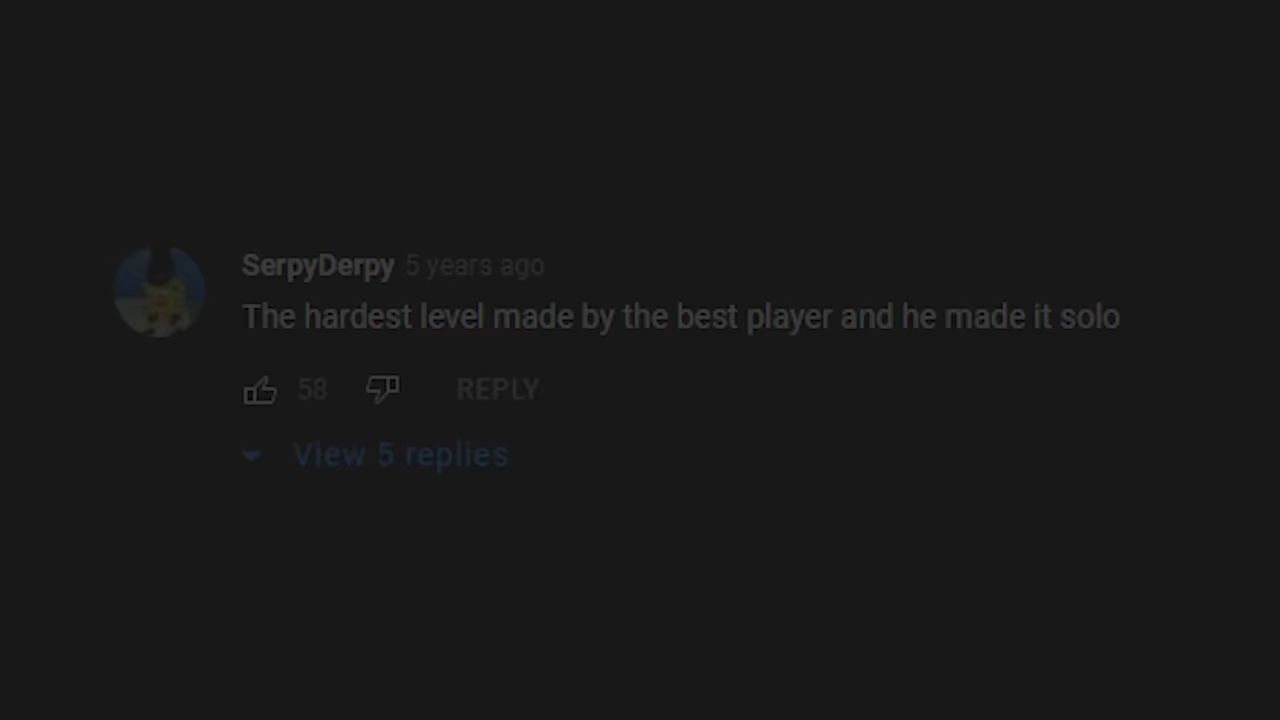 SerpyDerpy 5 years ago
The hardest level made by the best player and he made it solo
58 REPLY
View 5 replies